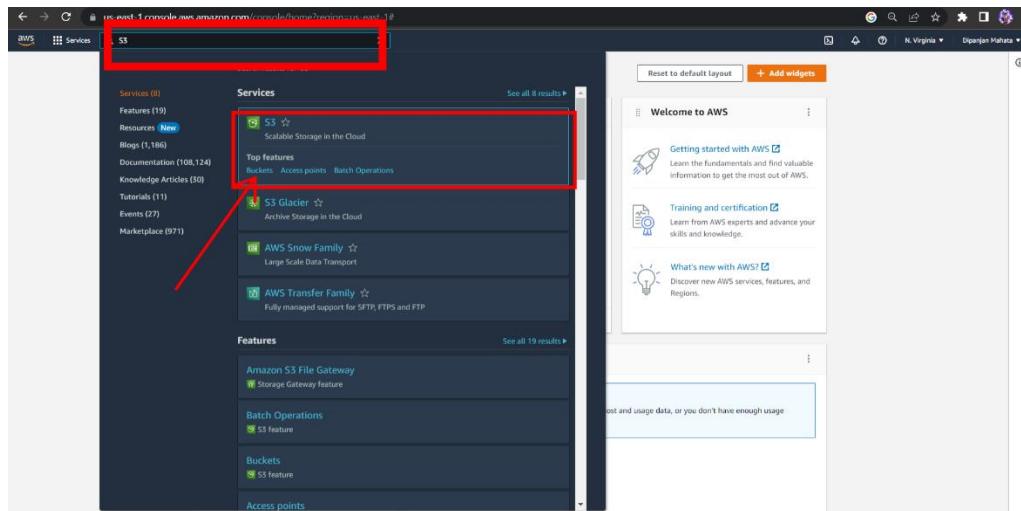 us-east-1.console.aws.amazon.com/console/home?region=us-east-1#
aws
Services
S3
N. Virginia
Dipanjan Mahata
Services (8)
Features (19)
Resources New
Blogs (1,186)
Documentation (108,124)
Knowledge Articles (30)
Tutorials (11)
Events (27)
Marketplace (971)
Services
See all 8 results
S3
Scalable Storage in the Cloud
Top features
Buckets Access points Batch Operations
S3 Glacier
Archive Storage in the Cloud
AWS Snow Family
Large Scale Data Transport
AWS Transfer Family
Fully managed support for SFTP, FTPS and FTP
Features
See all 19 results
Amazon S3 File Gateway
Storage Gateway feature
Batch Operations
S3 feature
Buckets
S3 feature
Access points
Reset to default layout
+ Add widgets
Welcome to AWS
Getting started with AWS
Learn the fundamentals and find valuable
information to get the most out of AWS.
Training and certification
Learn from AWS experts and advance your
skills and knowledge.
What's new with AWS?
Discover new AWS services, features, and
Regions.
ost and usage data, or you don't have enough usage